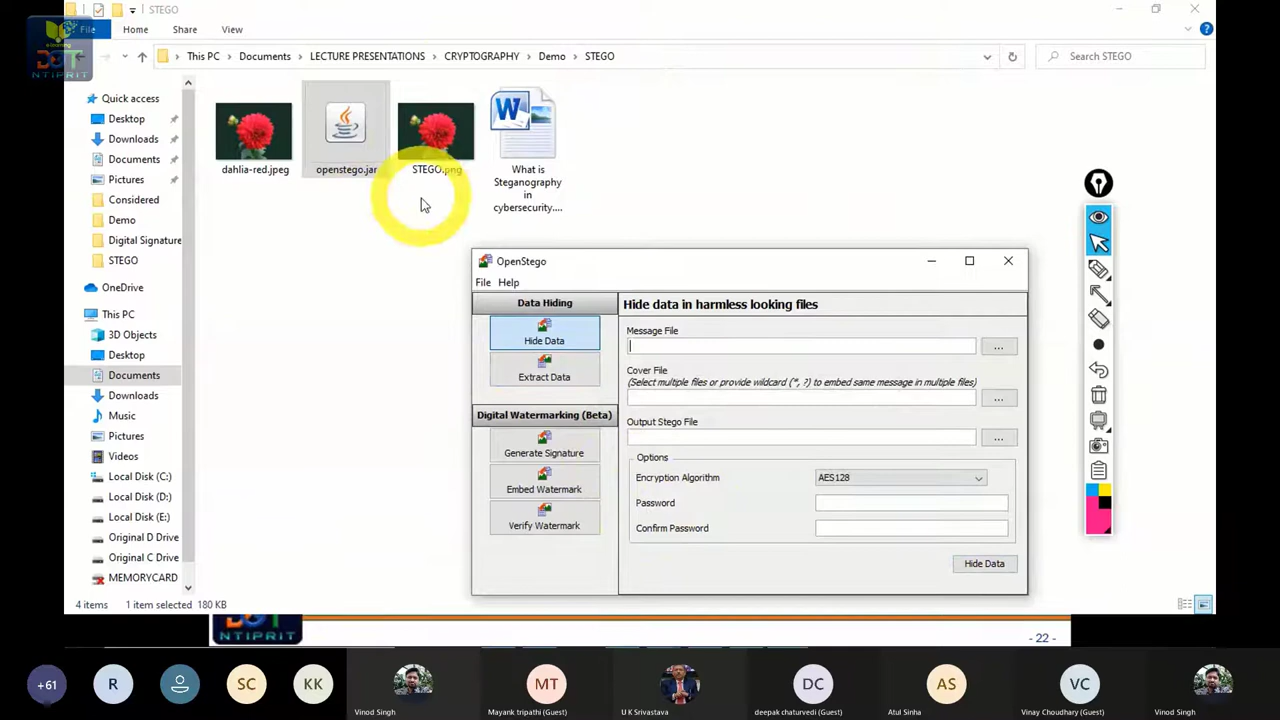 STEGO
File
Home
Share
View
e learning
DOT
NTIPRIT
This PC
Documents
LECTURE PRESENTATIONS
CRYPTOGRAPHY
Demo
STEGO
Search STEGO
Quick access
Desktop
Downloads
Documents
Pictures
Considered
Demo
Digital Signature
STEGO
OneDrive
This PC
3D Objects
Desktop
Documents
Downloads
Music
Pictures
Videos
Local Disk (C:)
Local Disk (D:)
Local Disk (E:)
Original D Drive
Original C Drive
MEMORYCARD
dahlia-red.jpeg
openstego.jar
STEGO.png
What is
Steganography
in
cybersecurity....
OpenStego
File
Help
Data Hiding
Hide Data
Extract Data
Digital Watermarking (Beta)
Generate Signature
Embed Watermark
Verify Watermark
Hide data in harmless looking files
Message File
...
Cover File
(Select multiple files or provide wildcard (*, ?) to embed same message in multiple files)
...
Output Stego File
...
Options
Encryption Algorithm
AES128
Password
Confirm Password
Hide Data
4 items
1 item selected 180 KB
NTIPRIT
- 22 -
+61
R
SC
KK
MT
DC
AS
VC
Vinod Singh
Mayank tripathi (Guest)
U K Srivastava
deepak chaturvedi (Guest)
Atul Sinha
Vinay Choudhary (Guest)
Vinod Singh